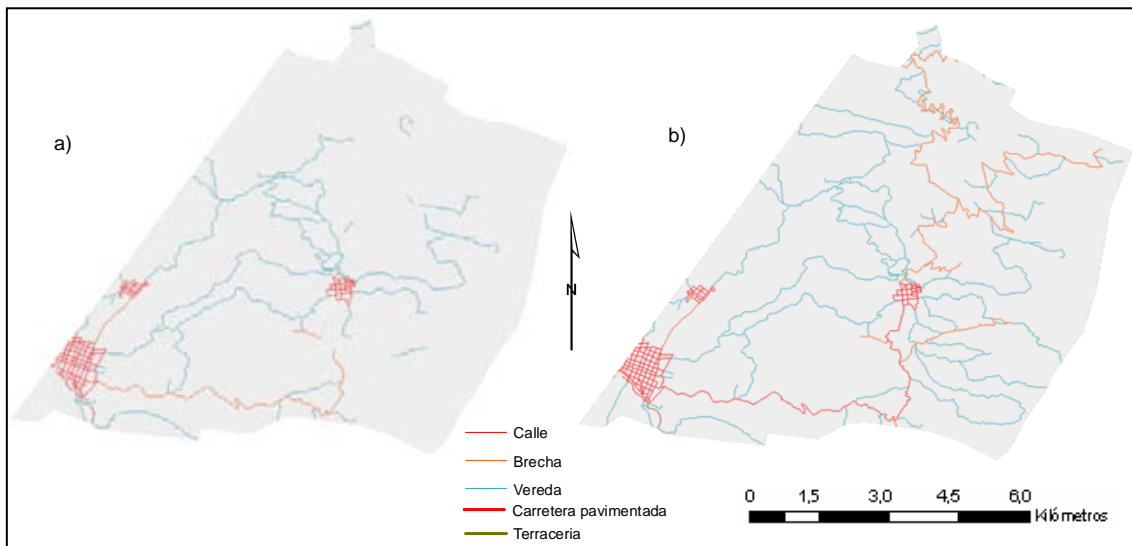 a)
b)
N
Calle
Brecha
Vereda
Carretera pavimentada
Terraceria
0 1,5 3,0 4,5 6,0
Kilómetros